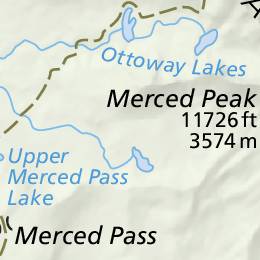 Ottoway Lakes
Merced Peak
11726 ft
3574 m
Upper
Merced Pass
Lake
Merced Pass